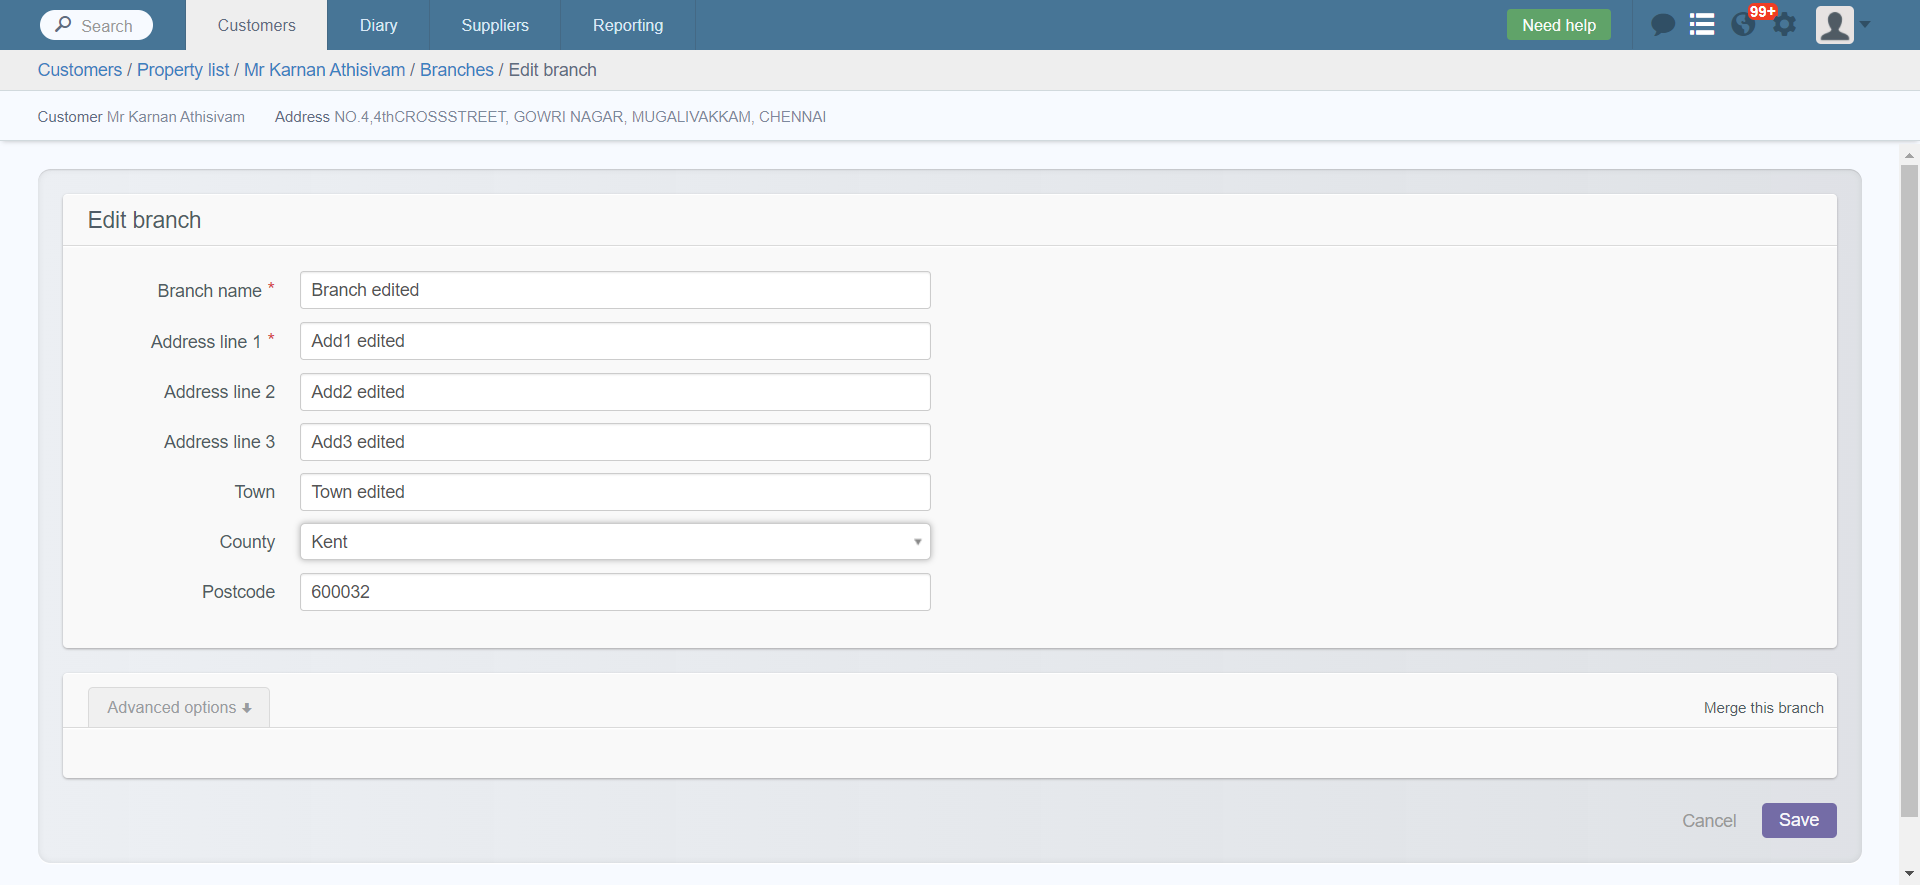 Search Customers Diary Suppliers Reporting Need help 99+
Customers / Property list / Mr Karnan Athisivam / Branches / Edit branch
Customer Mr Karnan Athisivam Address NO.4,4thCROSSSTREET, GOWRI NAGAR, MUGALIVAKKAM, CHENNAI
Edit branch
Branch name * Branch edited
Address line 1 * Add1 edited
Address line 2 Add2 edited
Address line 3 Add3 edited
Town Town edited
County Kent
Postcode 600032
Advanced options Merge this branch
Cancel Save